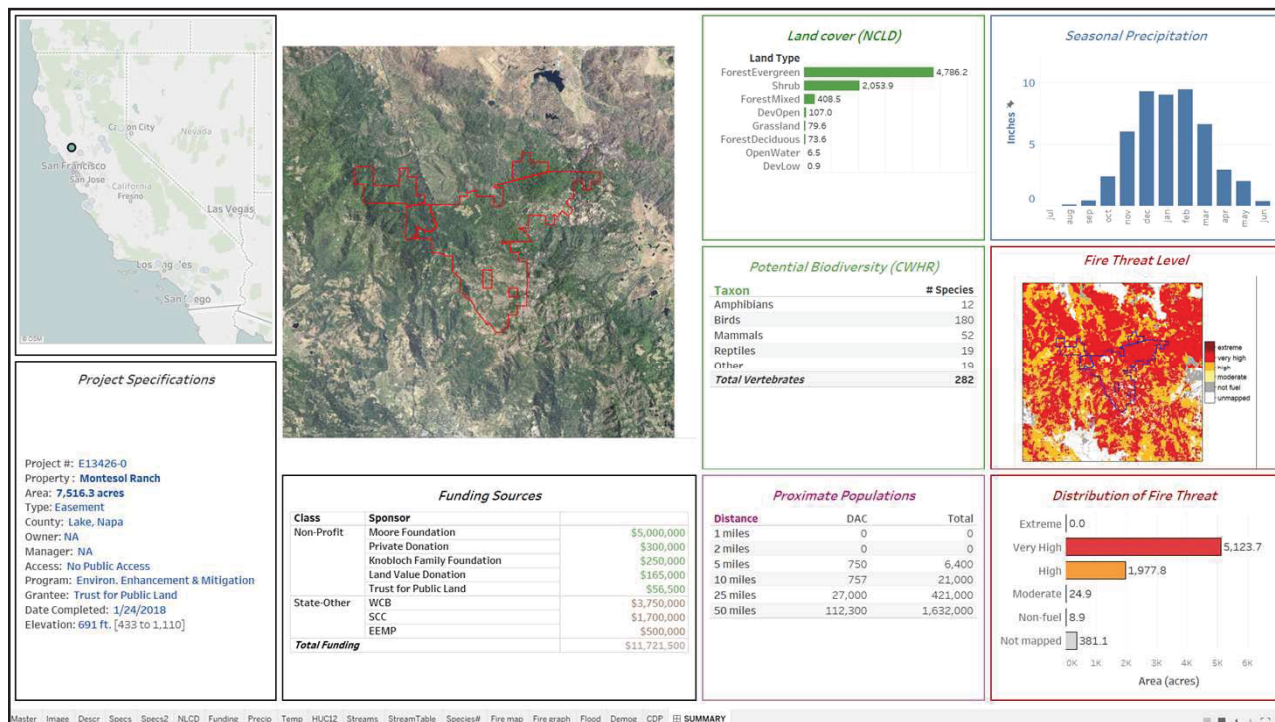 Carson City
Nevada
San Francisco
San Jose
California
Fresno
Las Vegas
Los Angeles
San Diego
© OSM
Project Specifications
Project #: E13426-0
Property : Montesol Ranch
Area: 7,516.3 acres
Type: Easement
County: Lake, Napa
Owner: NA
Manager: NA
Access: No Public Access
Program: Environ. Enhancement & Mitigation
Grantee: Trust for Public Land
Date Completed: 1/24/2018
Elevation: 691 ft. [433 to 1,110]
Funding Sources
Class Sponsor
Non-Profit Moore Foundation $5,000,000
Private Donation $300,000
Knobloch Family Foundation $250,000
Land Value Donation $165,000
Trust for Public Land $56,500
State-Other WCB $3,750,000
SCC $1,700,000
EEMP $500,000
Total Funding $11,721,500
Land cover (NCLD)
Land Type
ForestEvergreen 4,786.2
Shrub 2,053.9
ForestMixed 408.5
DevOpen 107.0
Grassland 79.6
ForestDeciduous 73.6
OpenWater 6.5
DevLow 0.9
Potential Biodiversity (CWHR)
Taxon # Species
Amphibians 12
Birds 180
Mammals 52
Reptiles 19
Other 19
Total Vertebrates 282
Proximate Populations
Distance DAC Total
1 miles 0 0
2 miles 0 0
5 miles 750 6,400
10 miles 757 21,000
25 miles 27,000 421,000
50 miles 112,300 1,632,000
Seasonal Precipitation
Inches
10
5
0
jul aug sep oct nov dec jan feb mar apr may jun
Fire Threat Level
extreme
very high
high
moderate
not fuel
unmapped
Distribution of Fire Threat
Extreme 0.0
Very High 5,123.7
High 1,977.8
Moderate 24.9
Non-fuel 8.9
Not mapped 381.1
0K 1K 2K 3K 4K 5K 6K
Area (acres)
Master Image Descr Specs Specs2 NLCD Funding Precip Temp HUC12 Streams StreamTable Species# Fire map Fire graph Flood Demog CDP SUMMARY